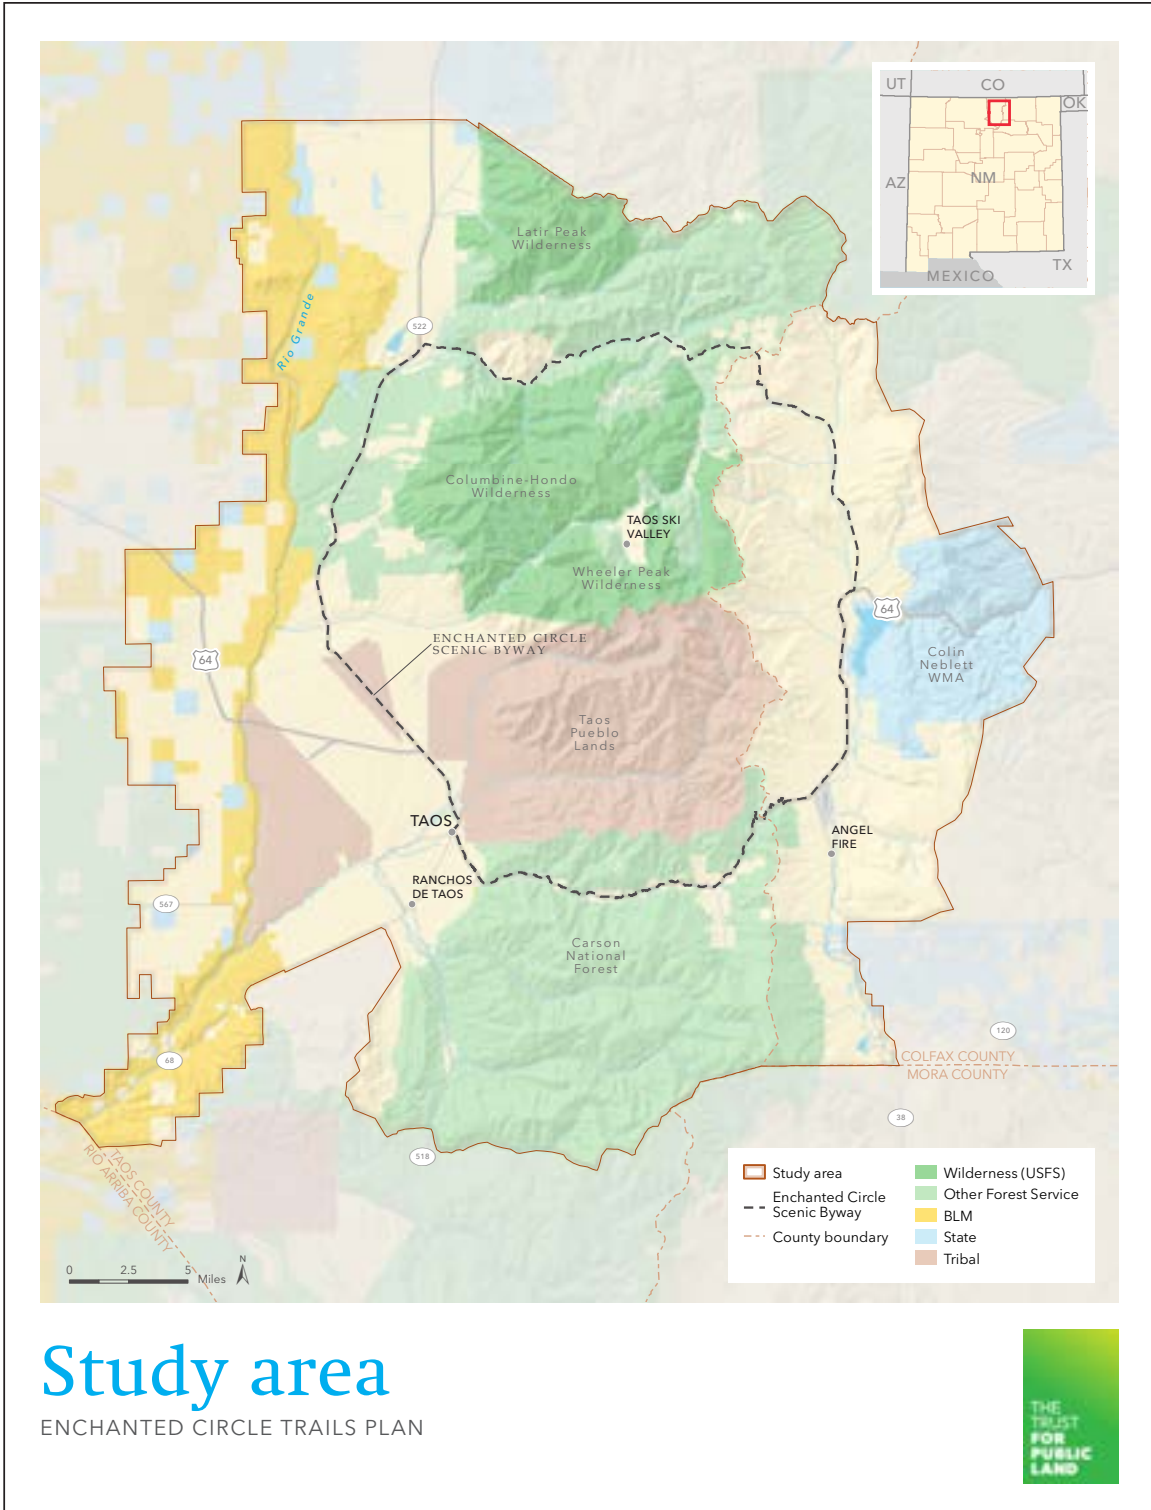 UT
CO
OK
AZ
NM
TX
MEXICO
Latir Peak
Wilderness
Rio Grande
522
Columbine-Hondo
Wilderness
TAOS SKI
VALLEY
Wheeler Peak
Wilderness
64
ENCHANTED CIRCLE
SCENIC BYWAY
64
Colin
Neblett
WMA
Taos
Pueblo
Lands
TAOS
ANGEL
FIRE
RANCHOS
DE TAOS
567
Carson
National
Forest
120
68
COLFAX COUNTY
MORA COUNTY
38
518
TAOS COUNTY
RIO ARRIBA COUNTY
Study area
Enchanted Circle
Scenic Byway
County boundary
Wilderness (USFS)
Other Forest Service
BLM
State
Tribal
0 2.5 5 Miles
N
Study area
ENCHANTED CIRCLE TRAILS PLAN
THE
TRUST
FOR
PUBLIC
LAND